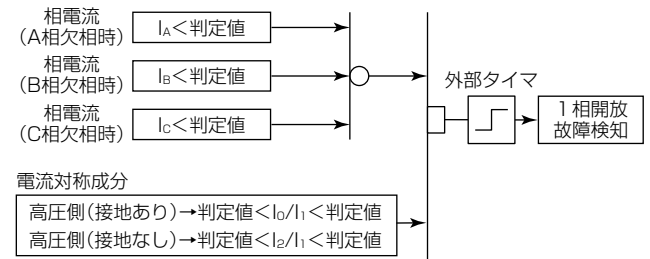 相電流
(A相欠相時)
IA＜判定値
相電流
(B相欠相時)
IB＜判定値
相電流
(C相欠相時)
IC＜判定値
外部タイマ
1相開放
故障検知
電流対称成分
高圧側(接地あり)→判定値＜I₀/I₁＜判定値
高圧側(接地なし)→判定値＜I₂/I₁＜判定値